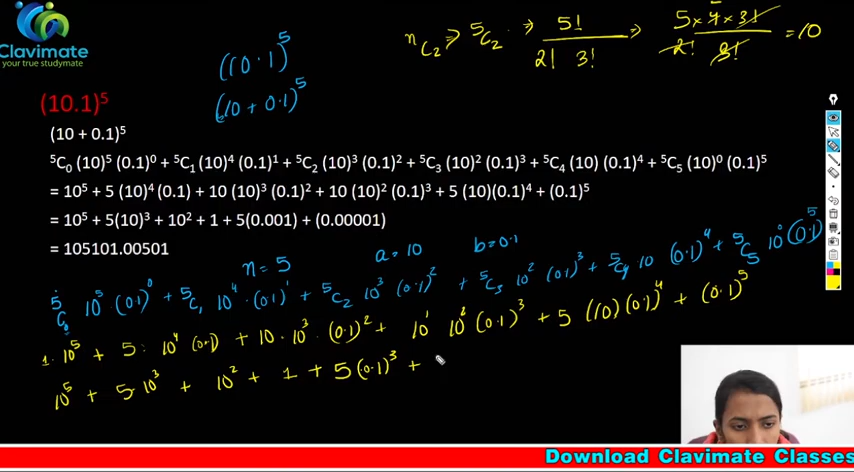 Clavimate
your true studymate
ⁿC₂ ⇒ ⁵C₂ ⇒ 5!/(2! 3!) ⇒ (5 × 4 × 3!)/(2! 3!) = 10
(10.1)⁵
(10 + 0.1)⁵
(10.1)⁵
(10 + 0.1)⁵
⁵C₀ (10)⁵ (0.1)⁰ + ⁵C₁ (10)⁴ (0.1)¹ + ⁵C₂ (10)³ (0.1)² + ⁵C₃ (10)² (0.1)³ + ⁵C₄ (10) (0.1)⁴ + ⁵C₅ (10)⁰ (0.1)⁵
= 10⁵ + 5 (10)⁴ (0.1) + 10 (10)³ (0.1)² + 10 (10)² (0.1)³ + 5 (10)(0.1)⁴ + (0.1)⁵
= 10⁵ + 5(10)³ + 10² + 1 + 5(0.001) + (0.00001)
= 105101.00501
n = 5 a = 10 b = 0.1
⁵C₀ 10⁵ (0.1)⁰ + ⁵C₁ 10⁴ (0.1)¹ + ⁵C₂ 10³ (0.1)² + ⁵C₃ 10² (0.1)³ + ⁵C₄ 10 (0.1)⁴ + ⁵C₅ 10⁰ (0.1)⁵
1. 10⁵ + 5. 10⁴ (0.1) + 10. 10³ (0.1)² + 10¹ 10² (0.1)³ + 5 (10) (0.1)⁴ + (0.1)⁵
10⁵ + 5.10³ + 10² + 1 + 5(0.1)³ +
Download Clavimate Classes